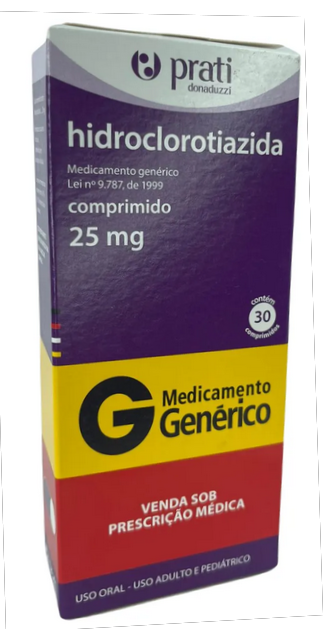 prati
donaduzzi
hidroclorotiazida
Medicamento genérico
Lei nº 9.787, de 1999
comprimido
25 mg
contém
30
comprimidos
G Medicamento
Genérico
VENDA SOB
PRESCRIÇÃO MÉDICA
USO ORAL - USO ADULTO E PEDIÁTRICO